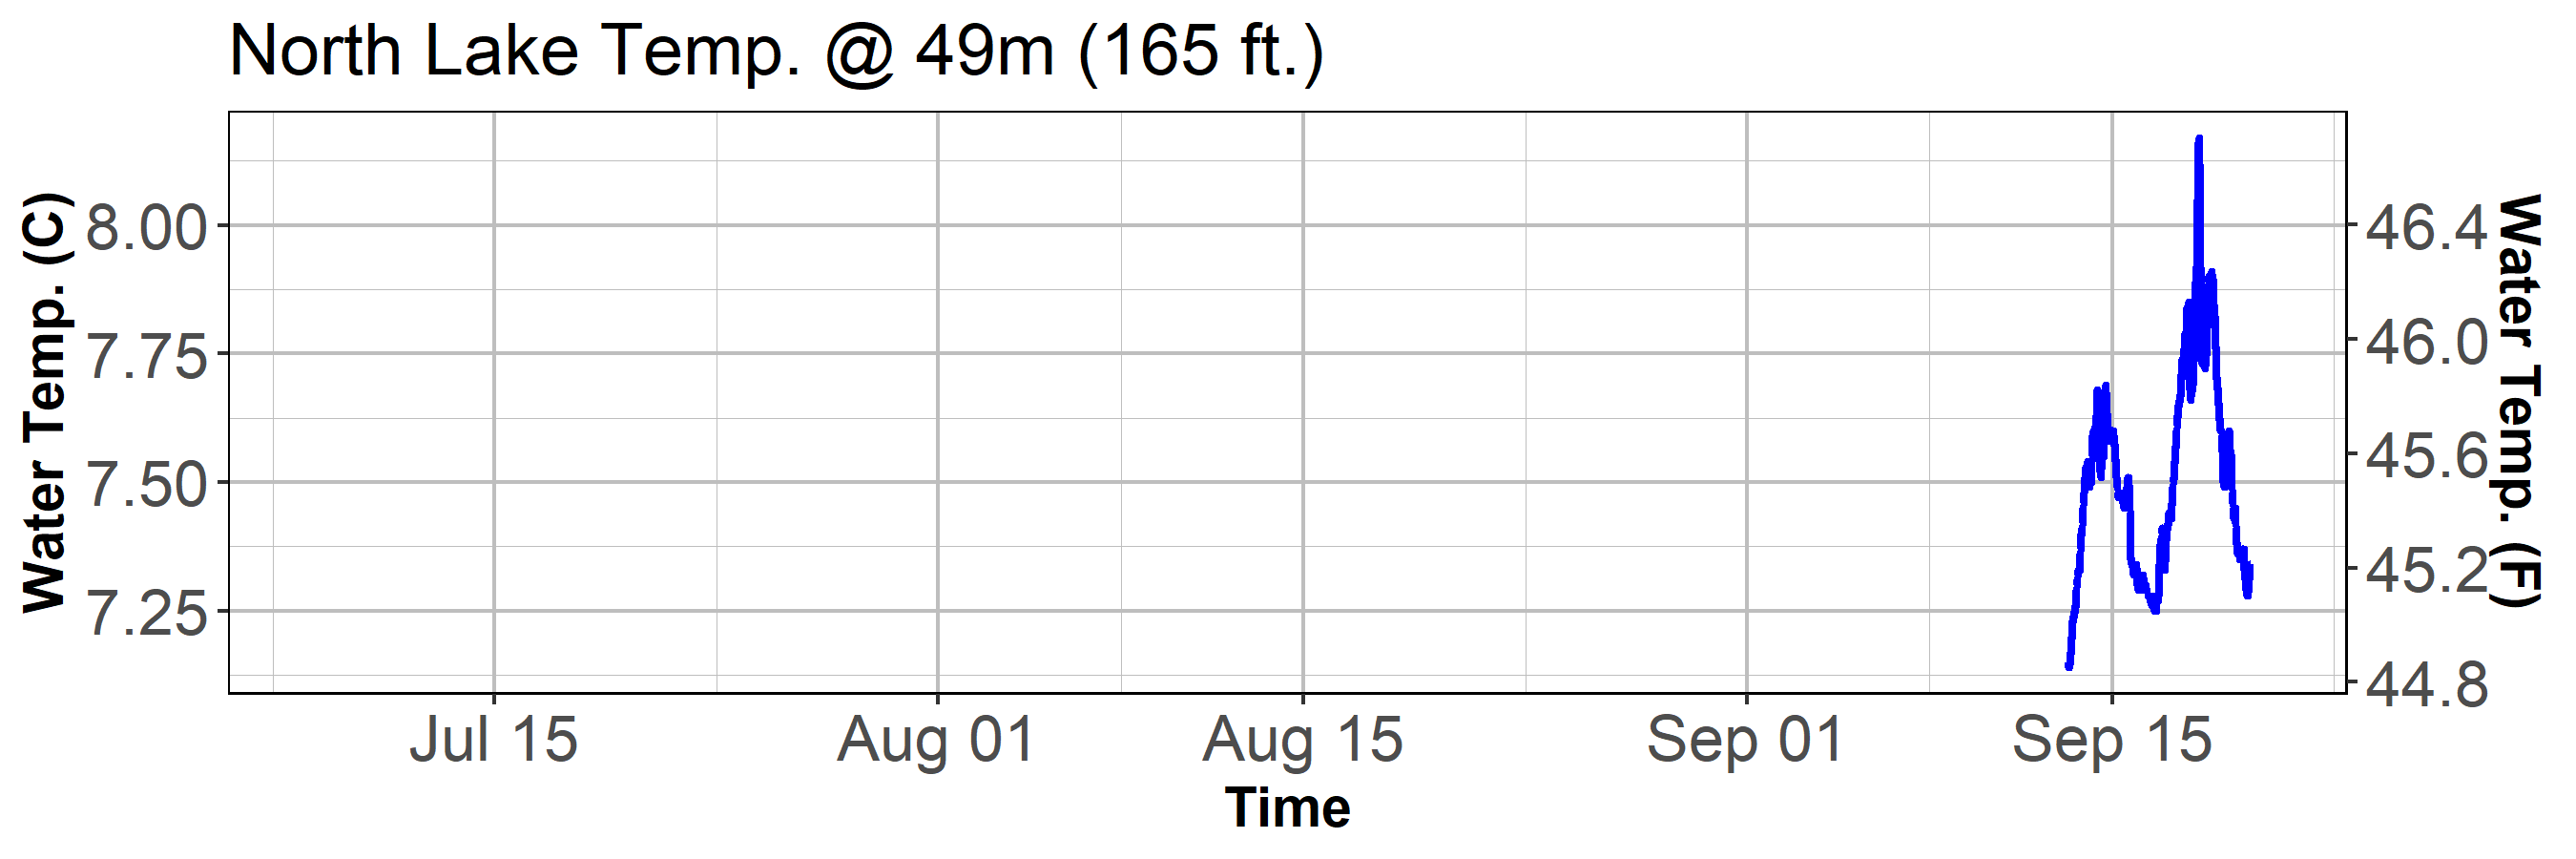 North Lake Temp. @ 49m (165 ft.)
Water Temp. (C)
8.00
7.75
7.50
7.25
46.4
46.0
45.6
45.2
44.8
Water Temp. (F)
Jul 15 Aug 01 Aug 15 Sep 01 Sep 15
Time